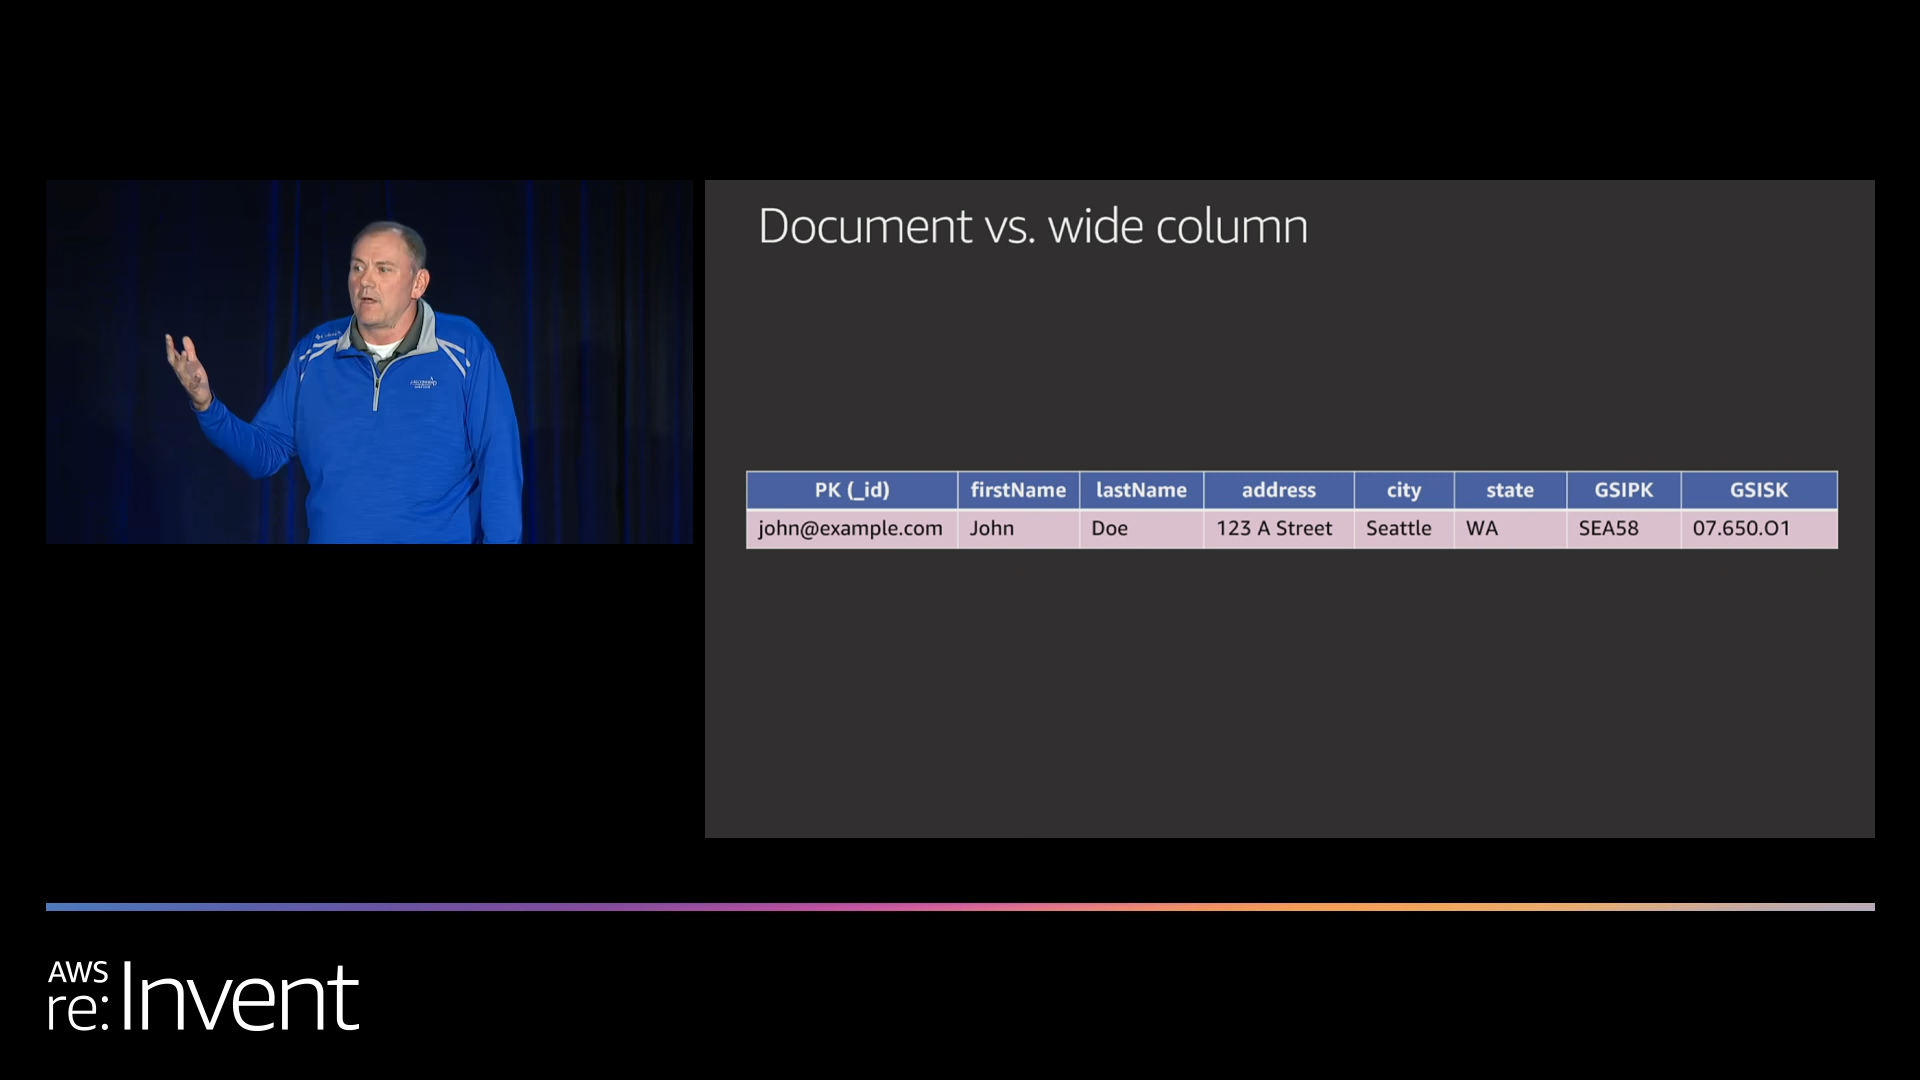 Document vs. wide column
PK (_id) firstName lastName address city state GSIPK GSISK
john@example.com John Doe 123 A Street Seattle WA SEA58 07.650.O1
AWS
re:Invent